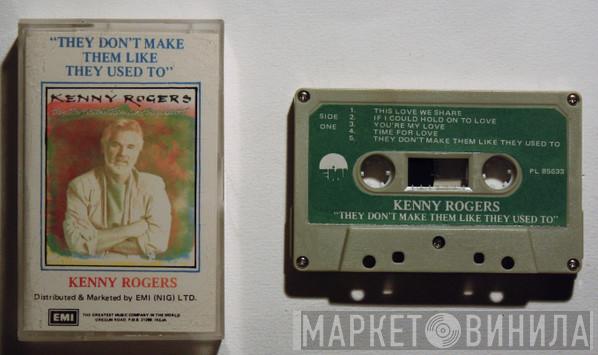 "THEY DON'T MAKE
THEM LIKE
THEY USED TO"
KENNY ROGERS
KENNY ROGERS
Distributed & Marketed by EMI (NIG) LTD.
EMI
THE GREATEST MUSIC COMPANY IN THE WORLD
SIDE
ONE
1. THIS LOVE WE SHARE
2. IF I COULD HOLD ON TO LOVE
3. YOU'RE MY LOVE
4. TIME FOR LOVE
5. THEY DON'T MAKE THEM LIKE THEY USED TO
PL 85633
KENNY ROGERS
"THEY DON'T MAKE THEM LIKE THEY USED TO"
МАРКЕТ ВИНИЛА